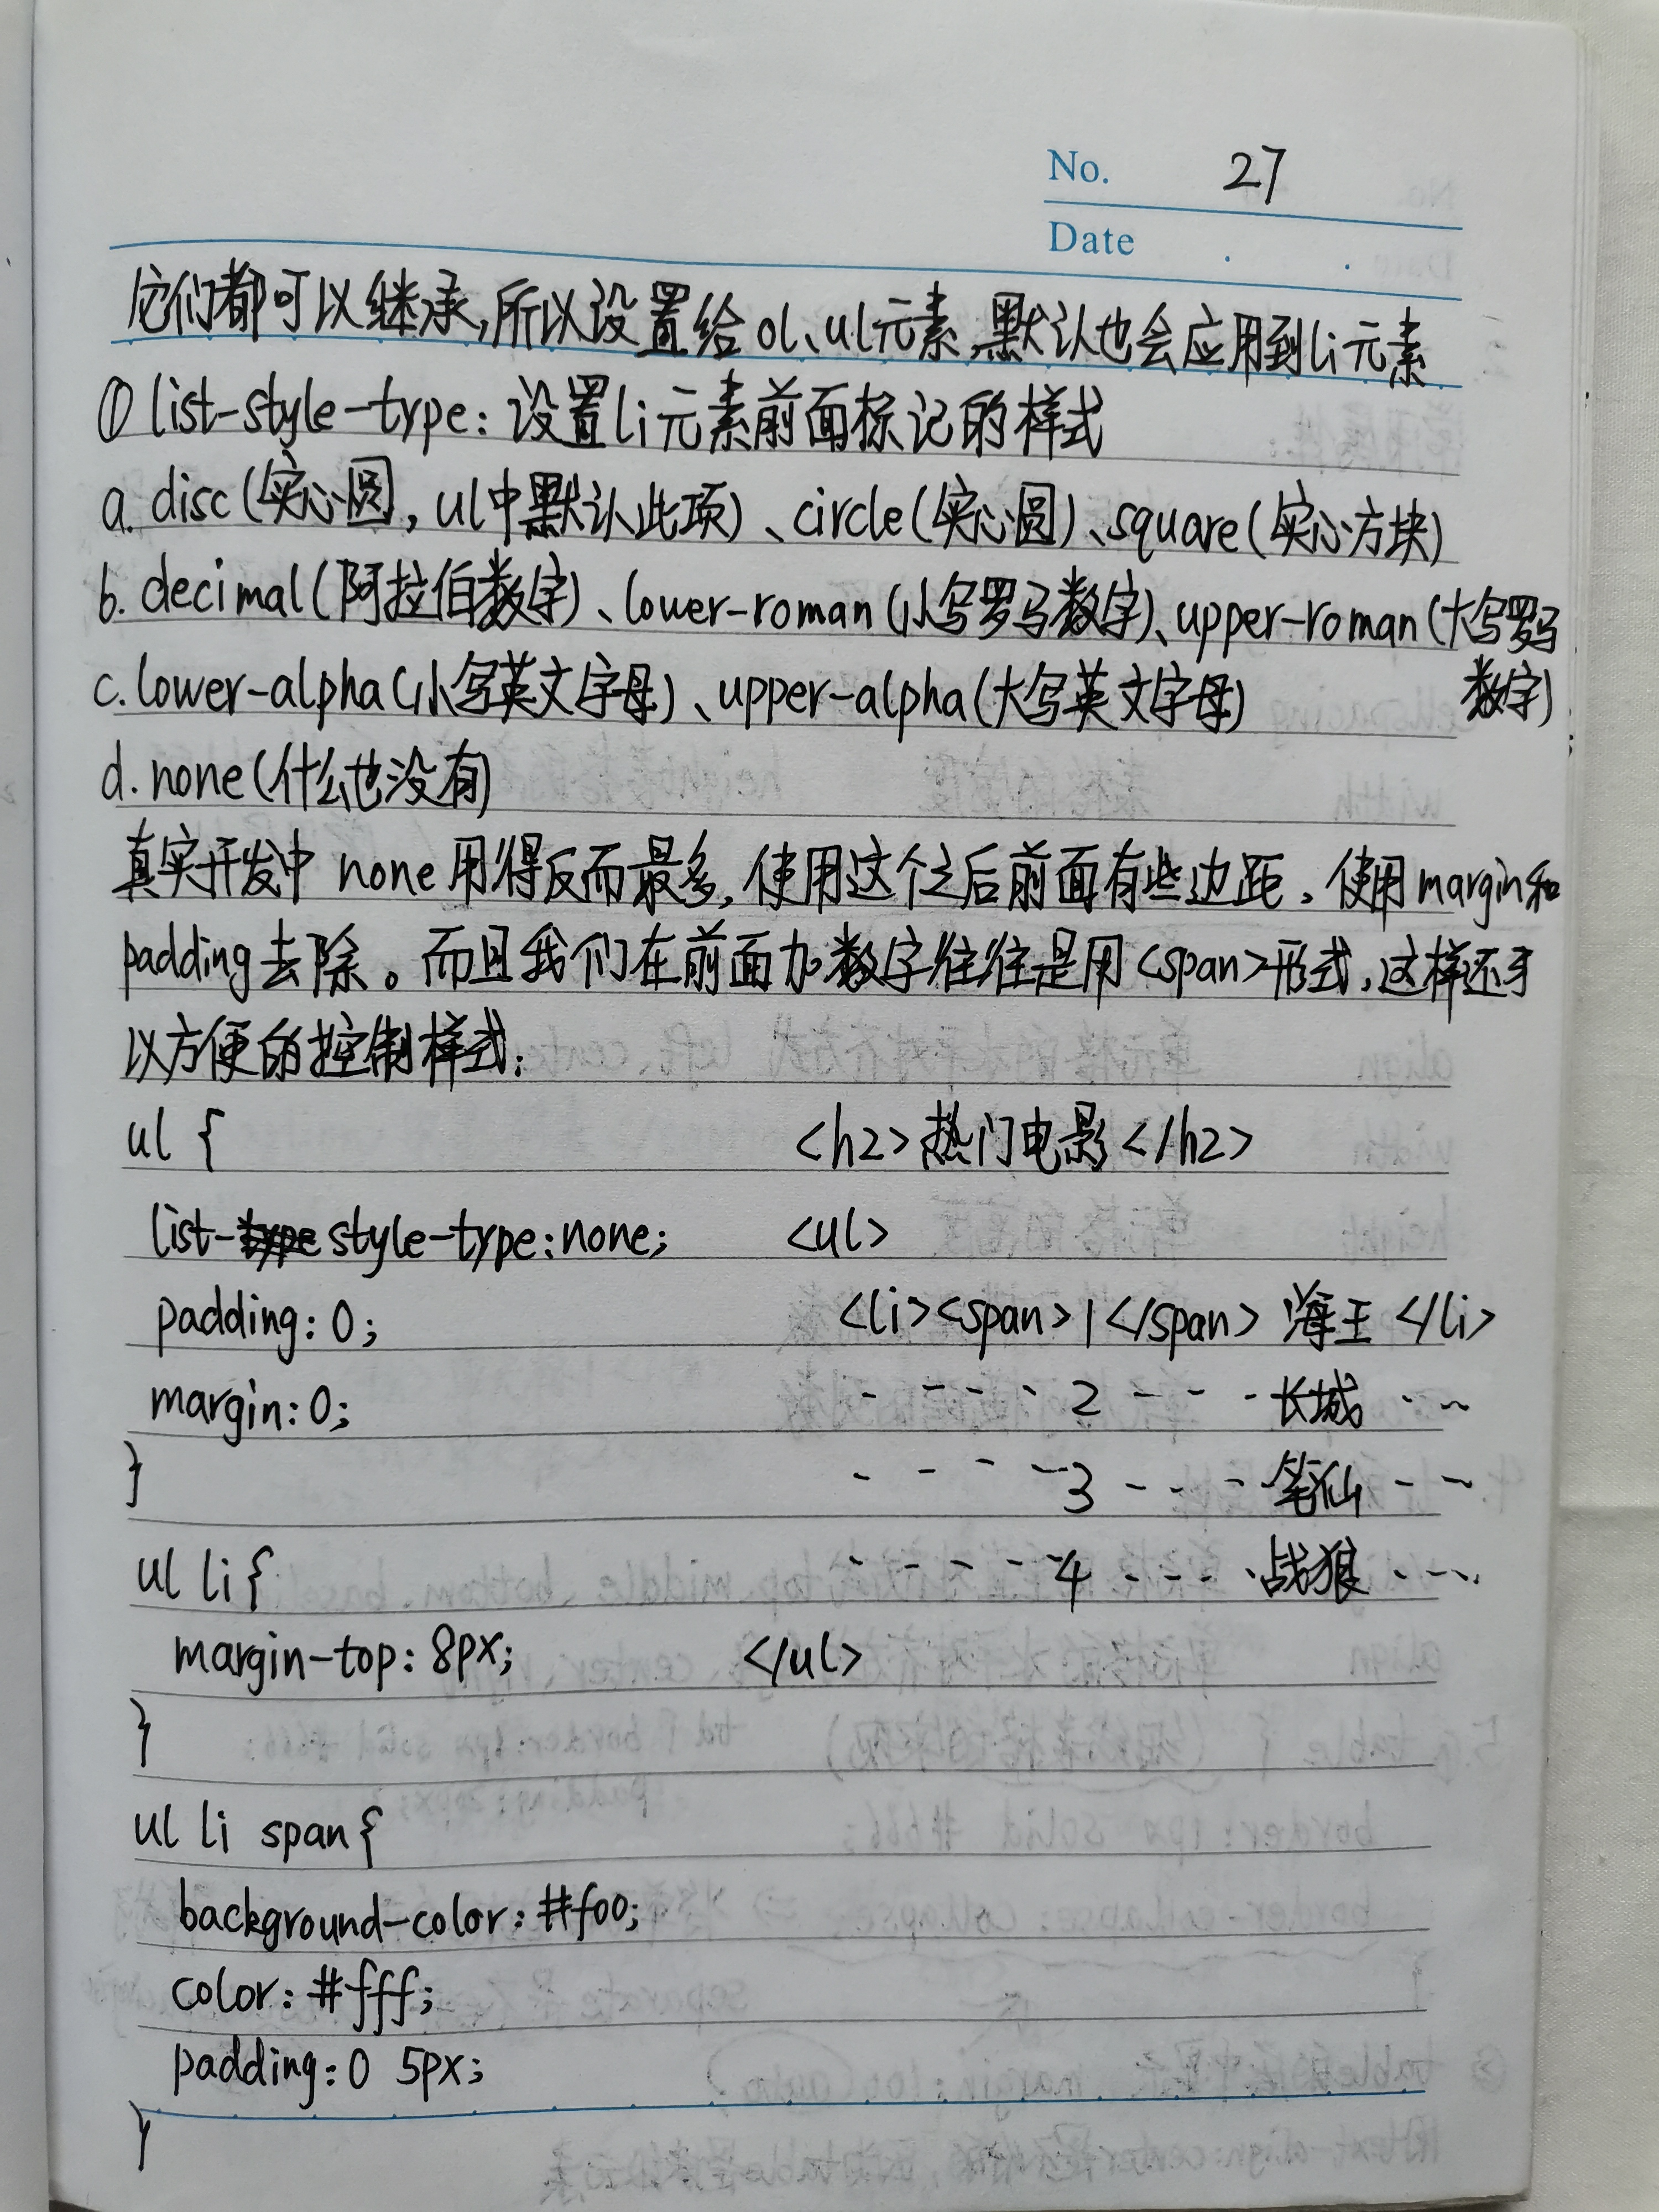 No. 27
Date . .
它们都可以继承,所以设置给ol、ul元素,默认也会应用到li元素
① list-style-type: 设置li元素前面标记的样式
a. disc(实心圆, ul中默认此项)、circle(实心圆)、square(实心方块)
b. decimal(阿拉伯数字)、lower-roman(小写罗马数字)、upper-roman(大写罗马
数字)
c. lower-alpha(小写英文字母)、upper-alpha(大写英文字母)
d. none(什么也没有)
真实开发中 none 用得反而最多, 使用这个之后前面有些边距。使用margin和
padding去除。而且我们在前面加数字往往是用<span>形式,这样还可
以方便的控制样式:
ul { <h2>热门电影</h2>
list-style-type:none; <ul>
padding: 0; <li><span>1</span> 海王 </li>
margin: 0; - - - - 2 - - - 长城 - - -
} - - - - 3 - - - 笔仙 - - -
ul li { - - - - 4 - - - 战狼 - - -
margin-top: 8px; </ul>
}
ul li span {
background-color: #f00;
color: #fff;
padding: 0 5px;
}